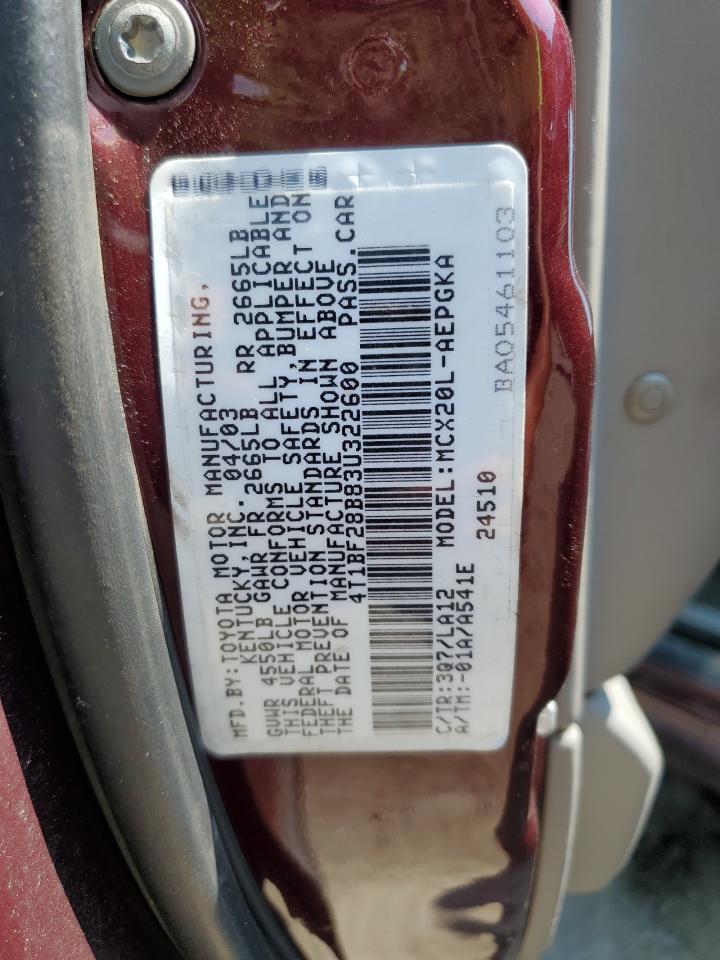 MFD.BY:TOYOTA MOTOR MANUFACTURING,
KENTUCKY,INC. 04/03
GVWR 4550LB GAWR FR 2665LB RR 2665LB
THIS VEHICLE CONFORMS TO ALL APPLICABLE
FEDERAL MOTOR VEHICLE SAFETY,BUMPER AND
THEFT PREVENTION STANDARDS IN EFFECT ON
THE DATE OF MANUFACTURE SHOWN ABOVE
4T1BF28B83U322600 PASS.CAR
C/TR:3Q7/LA12 MODEL:MCX20L-AEPGKA
A/TM:-01A/A541E 24510
BA05461103